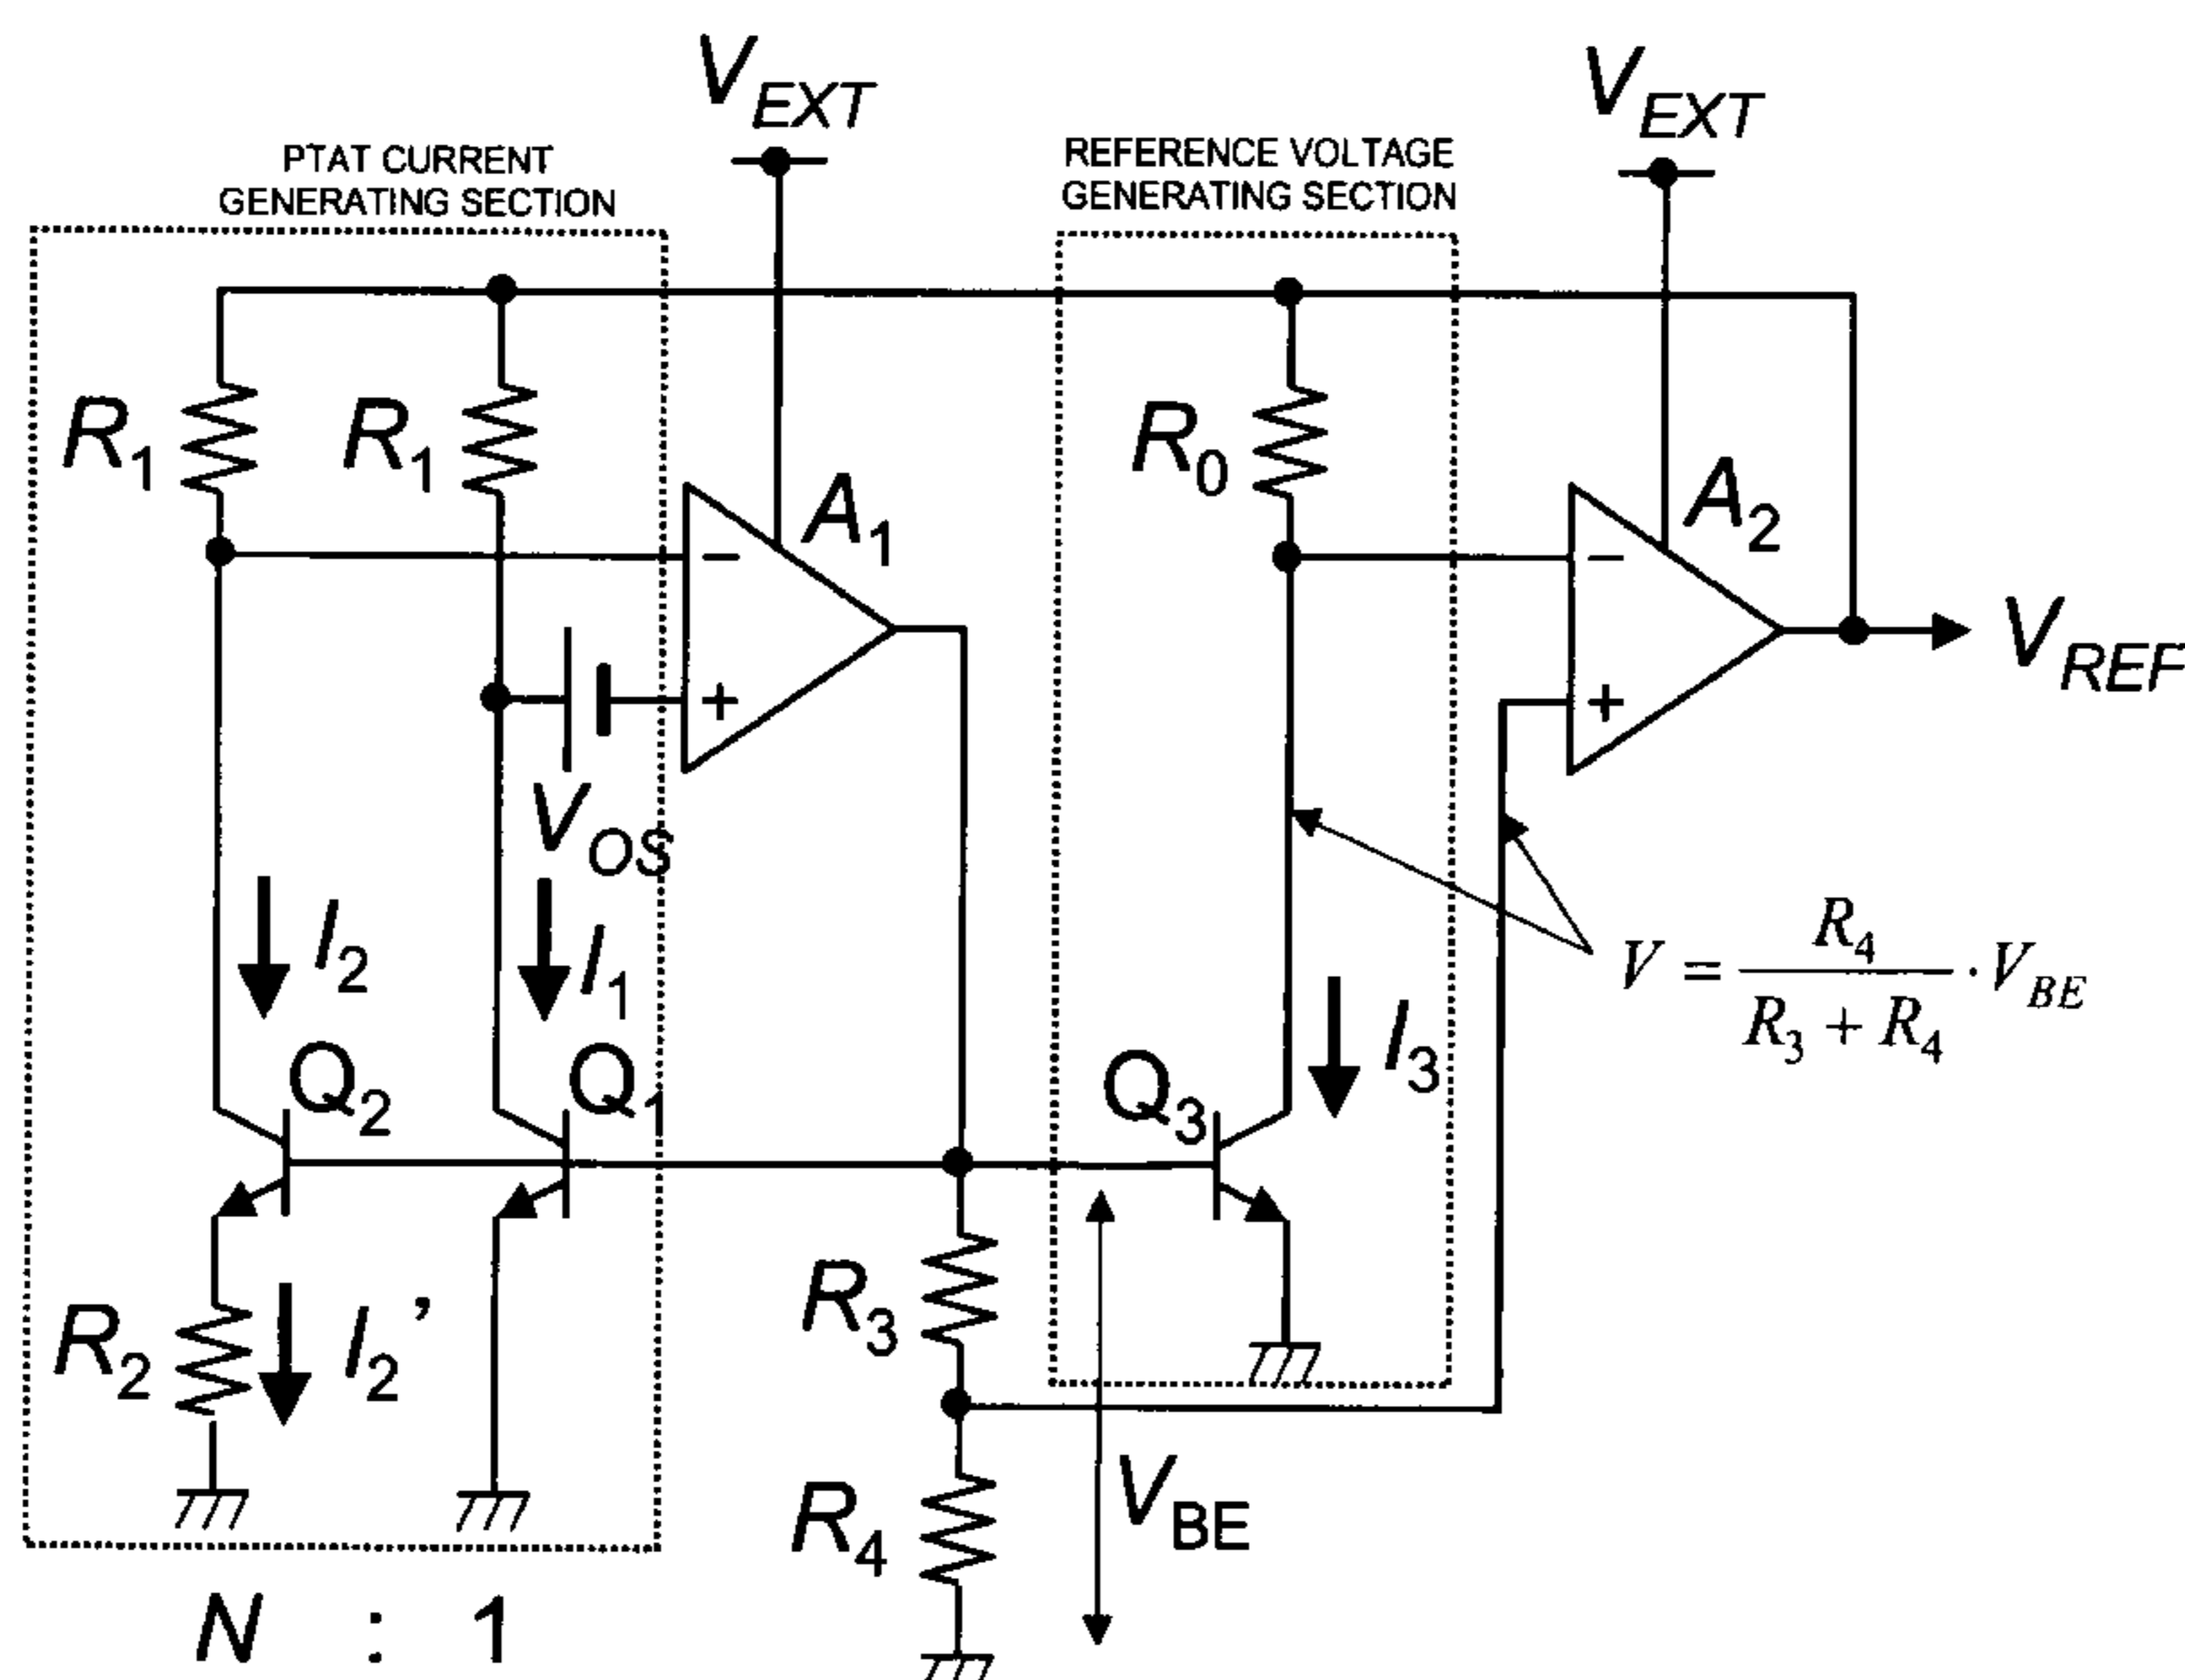 V_EXT
V_EXT
PTAT CURRENT
GENERATING SECTION
REFERENCE VOLTAGE
GENERATING SECTION
R_1
R_1
A_1
R_0
A_2
−
+
−
+
V_OS
V_REF
I_2
I_1
I_3
V = R_4 / (R_3 + R_4) · V_BE
Q_2
Q_1
Q_3
R_2
I_2’
R_3
R_4
V_BE
N : 1